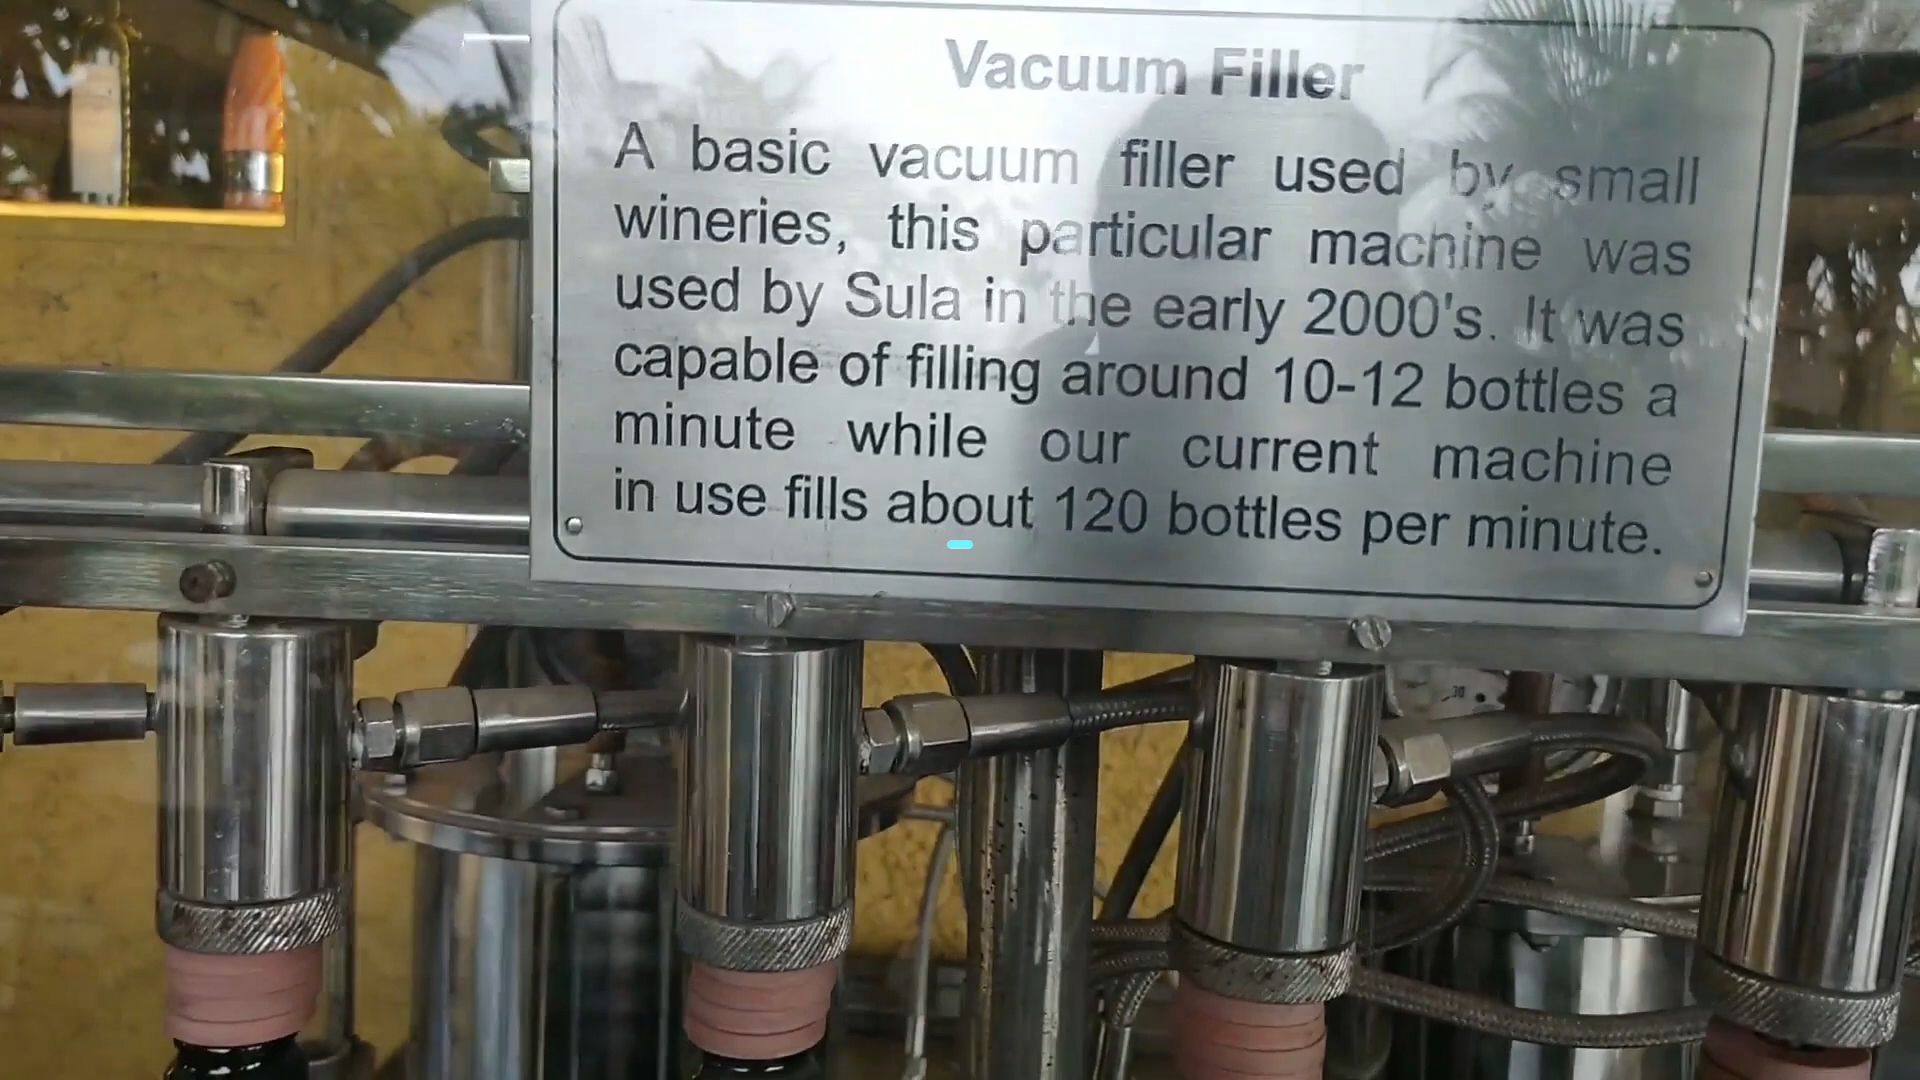 Vacuum Filler
A basic vacuum filler used by small
wineries, this particular machine was
used by Sula in the early 2000's. It was
capable of filling around 10-12 bottles a
minute while our current machine
in use fills about 120 bottles per minute.
30